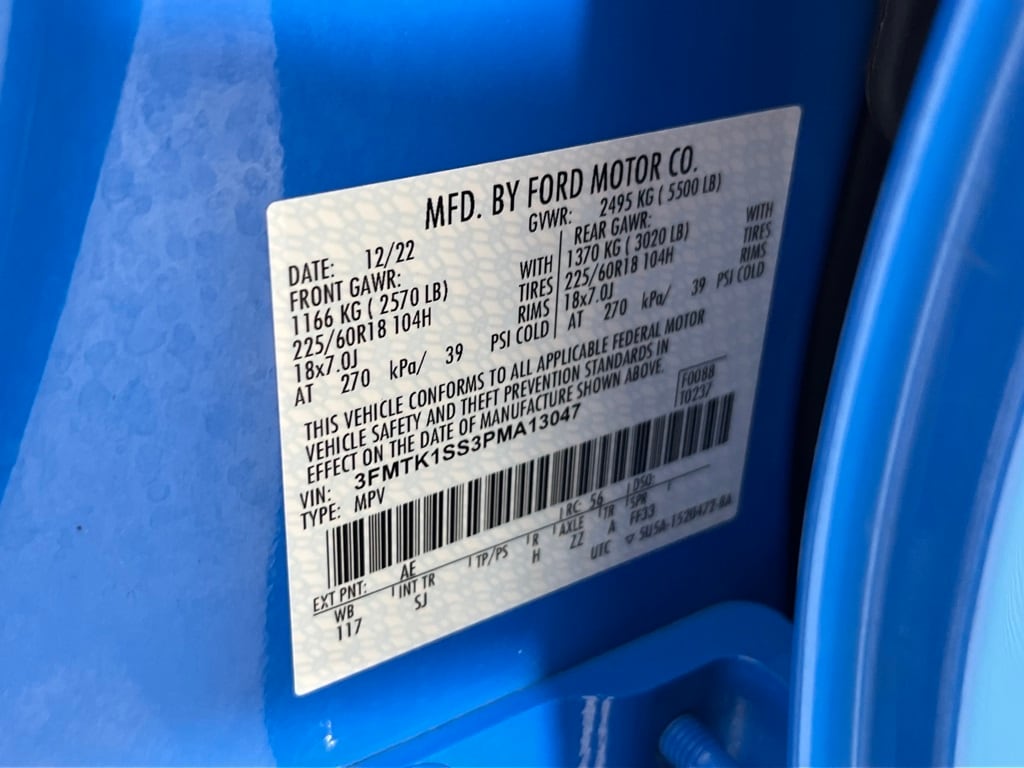 MFD. BY FORD MOTOR CO.
DATE: 12/22 GVWR: 2495 KG ( 5500 LB)
FRONT GAWR: REAR GAWR:
1166 KG ( 2570 LB) WITH 1370 KG ( 3020 LB) WITH
225/60R18 104H TIRES 225/60R18 104H TIRES
18x7.0J RIMS 18x7.0J RIMS
AT 270 kPa/ 39 PSI COLD AT 270 kPa/ 39 PSI COLD
THIS VEHICLE CONFORMS TO ALL APPLICABLE FEDERAL MOTOR
VEHICLE SAFETY AND THEFT PREVENTION STANDARDS IN
EFFECT ON THE DATE OF MANUFACTURE SHOWN ABOVE.
F0088
T0237
VIN: 3FMTK1SS3PMA13047
TYPE: MPV
EXT PNT: AE RC: 56 DSO:
WB INT TR TP/PS R AXLE TR SPR
117 SJ H ZZ A FF33
UTC